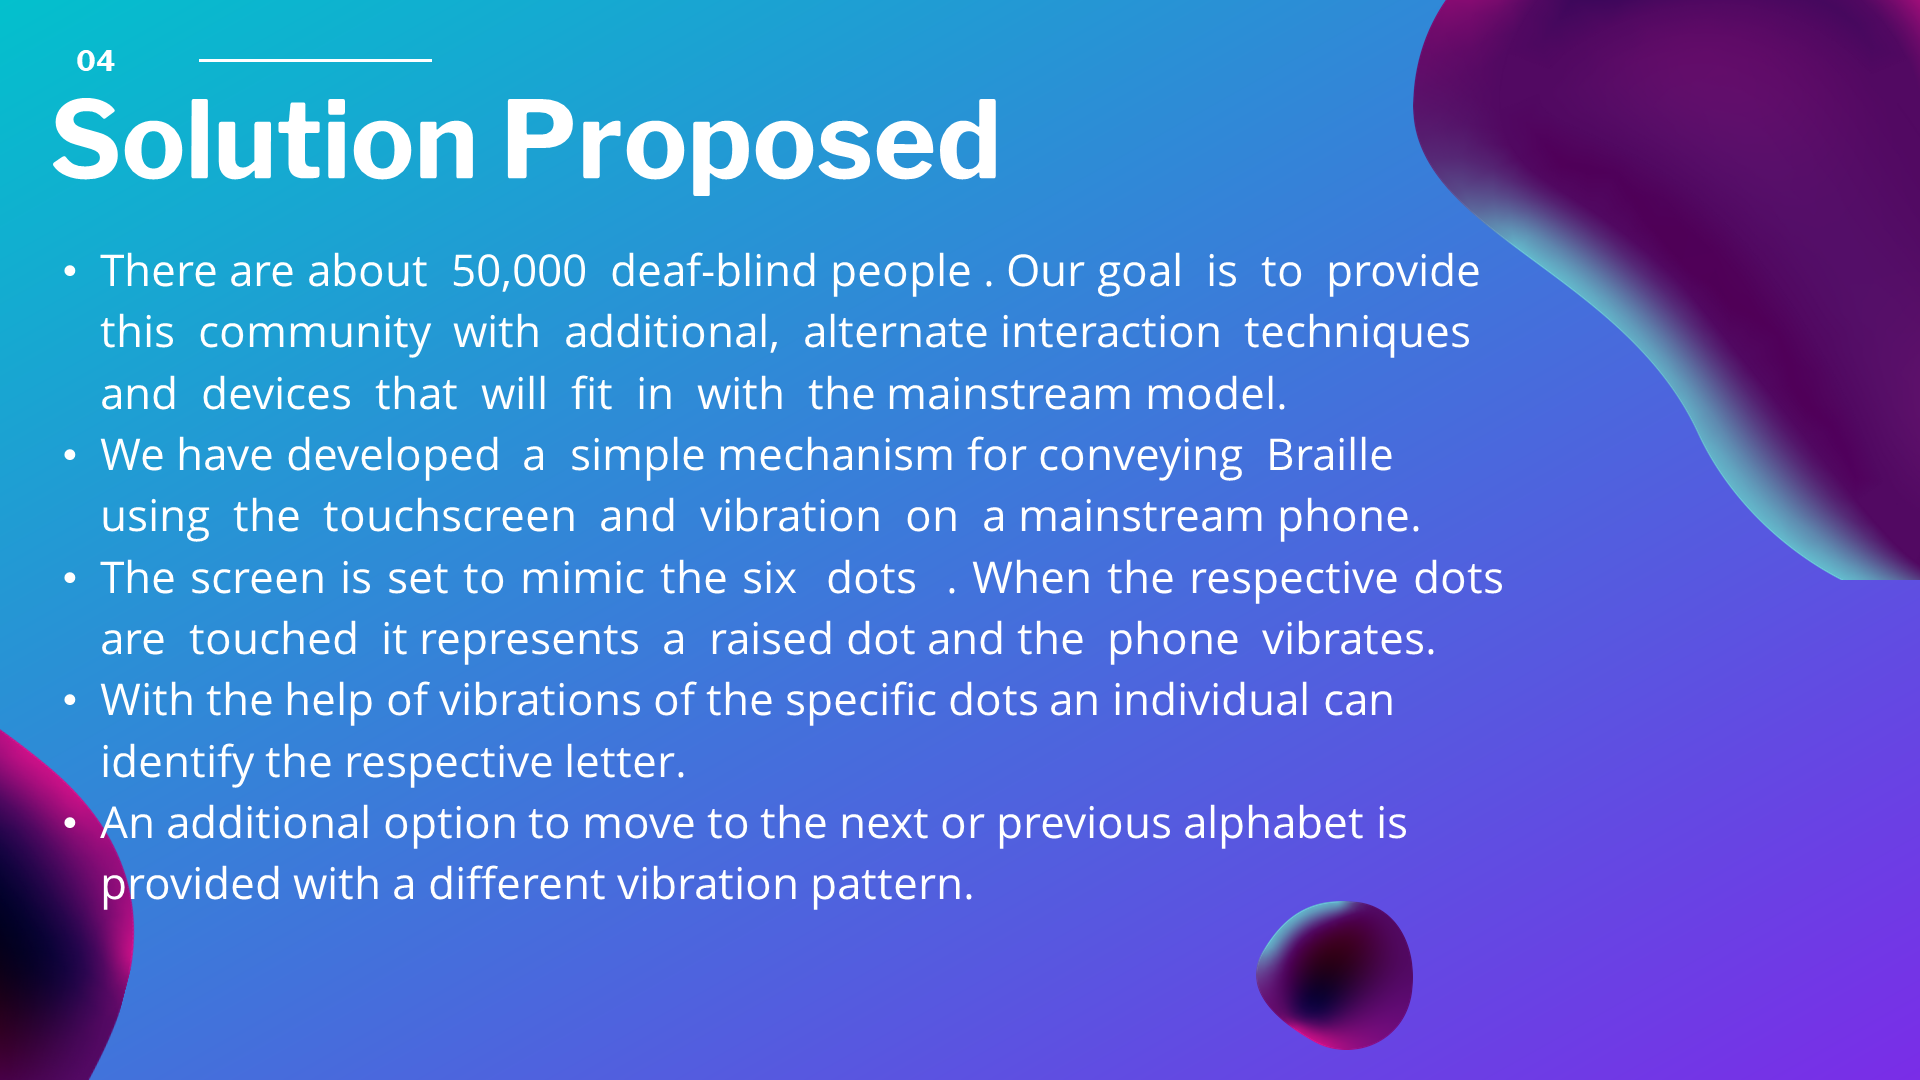 04
Solution Proposed
• There are about 50,000 deaf-blind people . Our goal is to provide
this community with additional, alternate interaction techniques
and devices that will fit in with the mainstream model.
• We have developed a simple mechanism for conveying Braille
using the touchscreen and vibration on a mainstream phone.
• The screen is set to mimic the six dots . When the respective dots
are touched it represents a raised dot and the phone vibrates.
• With the help of vibrations of the specific dots an individual can
identify the respective letter.
• An additional option to move to the next or previous alphabet is
provided with a different vibration pattern.